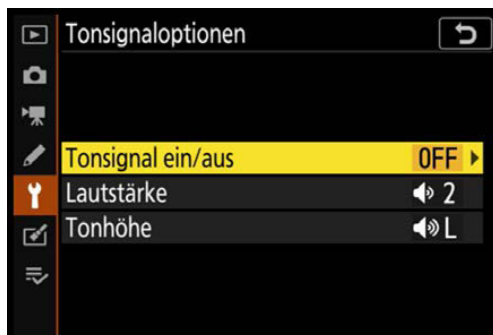 Tonsignaloptionen
Tonsignal ein/aus OFF
Lautstärke 2
Tonhöhe L